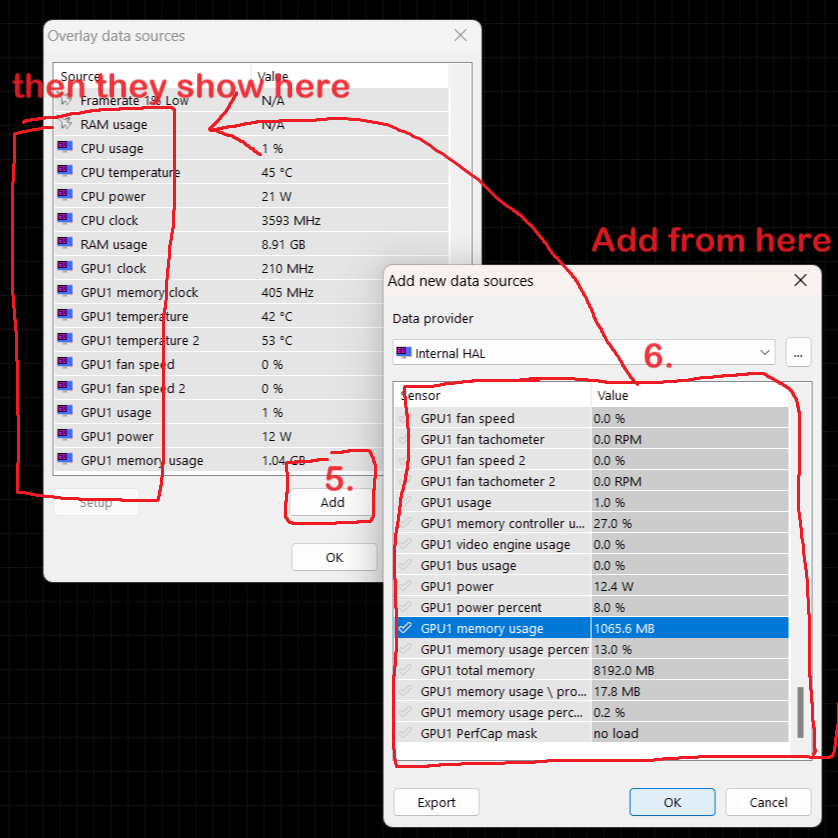 Overlay data sources
Source Value
then they show here
Framerate 1% Low N/A
RAM usage N/A
CPU usage 1 %
CPU temperature 45 °C
CPU power 21 W
CPU clock 3593 MHz
RAM usage 8.91 GB
GPU1 clock 210 MHz
GPU1 memory clock 405 MHz
GPU1 temperature 42 °C
GPU1 temperature 2 53 °C
GPU1 fan speed 0 %
GPU1 fan speed 2 0 %
GPU1 usage 1 %
GPU1 power 12 W
GPU1 memory usage 1.04 GB
5.
Setup Add
OK
Add from here
Add new data sources
Data provider
Internal HAL ...
6.
Sensor Value
GPU1 fan speed 0.0 %
GPU1 fan tachometer 0.0 RPM
GPU1 fan speed 2 0.0 %
GPU1 fan tachometer 2 0.0 RPM
GPU1 usage 1.0 %
GPU1 memory controller u... 27.0 %
GPU1 video engine usage 0.0 %
GPU1 bus usage 0.0 %
GPU1 power 12.4 W
GPU1 power percent 8.0 %
GPU1 memory usage 1065.6 MB
GPU1 memory usage percen 13.0 %
GPU1 total memory 8192.0 MB
GPU1 memory usage \ pro... 17.8 MB
GPU1 memory usage perc... 0.2 %
GPU1 PerfCap mask no load
Export OK Cancel